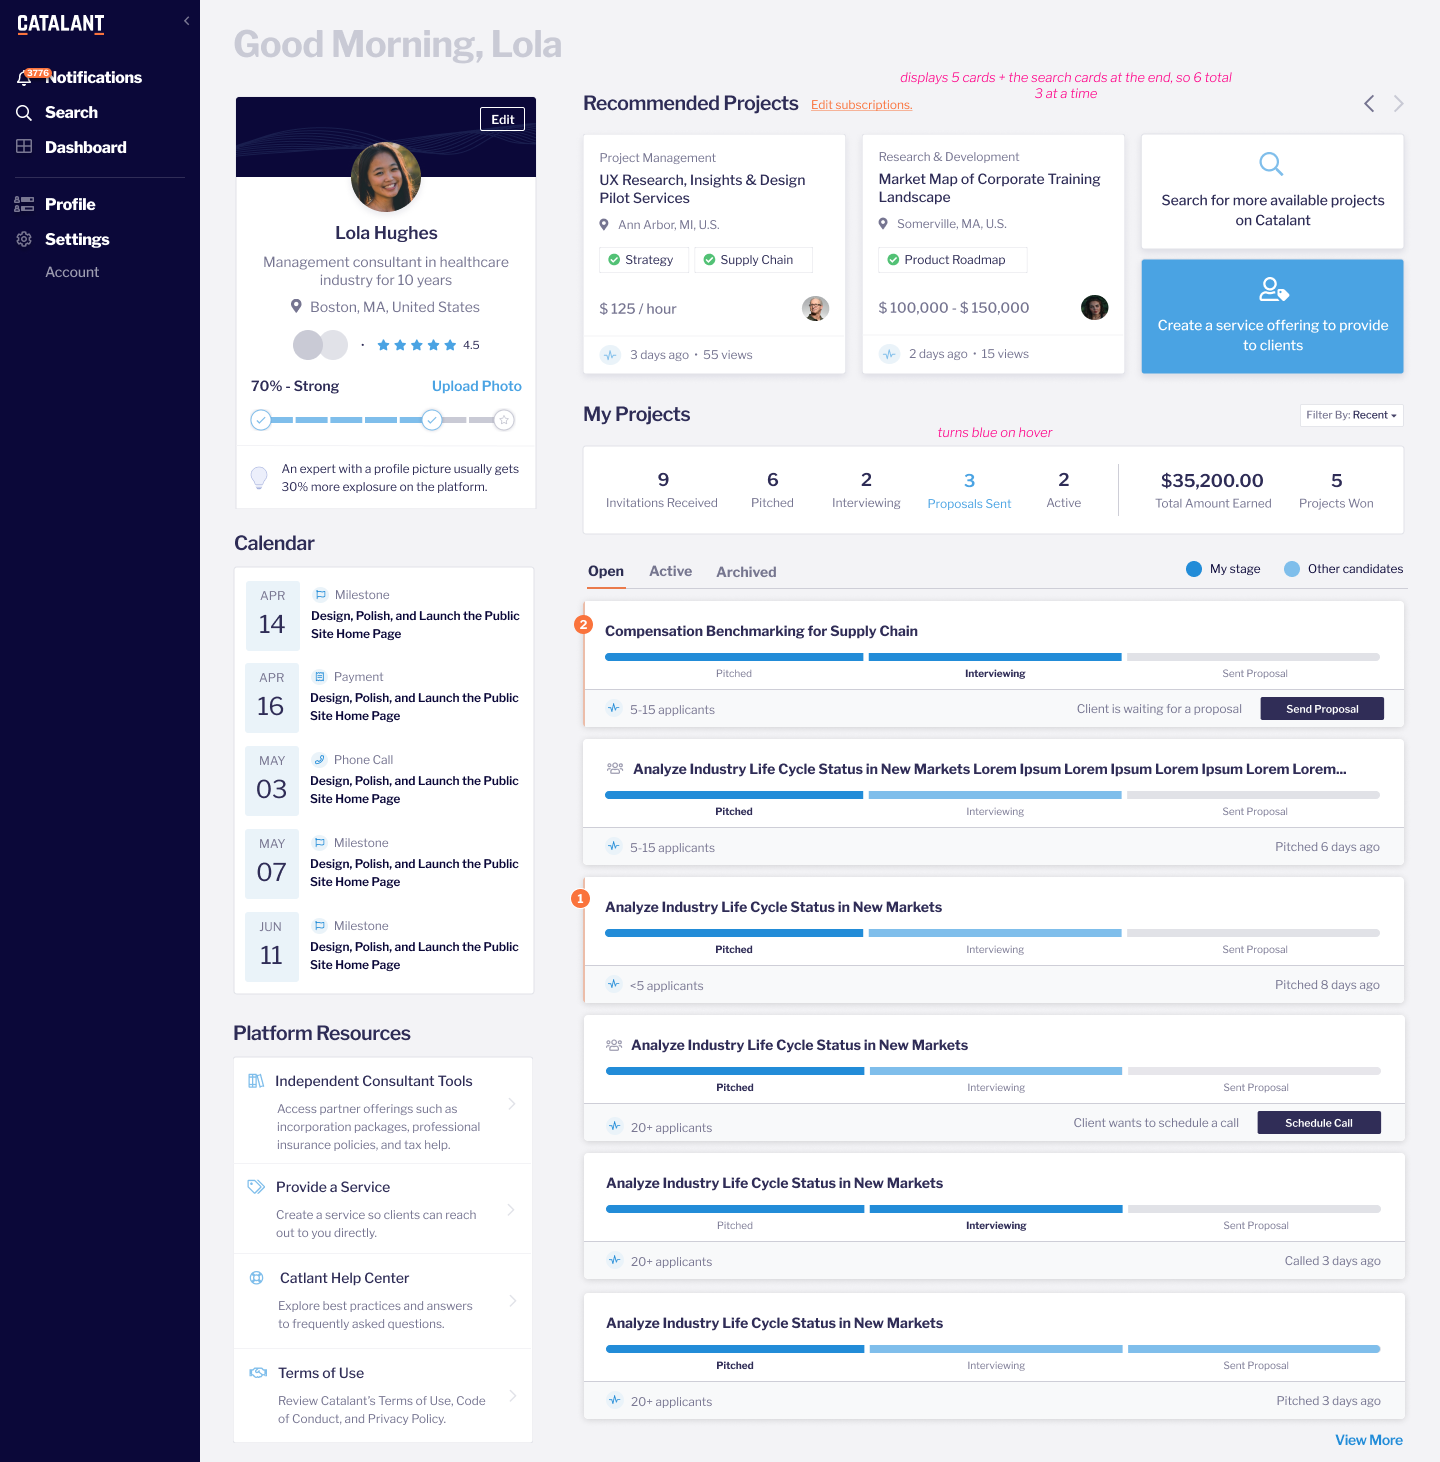 CATALANT
3776
Notifications
Search
Dashboard
Profile
Settings
Account
Good Morning, Lola
Edit
Lola Hughes
Management consultant in healthcare
industry for 10 years
Boston, MA, United States
4.5
70% - Strong
Upload Photo
An expert with a profile picture usually gets
30% more explosure on the platform.
Calendar
APR
14
Milestone
Design, Polish, and Launch the Public
Site Home Page
APR
16
Payment
Design, Polish, and Launch the Public
Site Home Page
MAY
03
Phone Call
Design, Polish, and Launch the Public
Site Home Page
MAY
07
Milestone
Design, Polish, and Launch the Public
Site Home Page
JUN
11
Milestone
Design, Polish, and Launch the Public
Site Home Page
Platform Resources
Independent Consultant Tools
Access partner offerings such as
incorporation packages, professional
insurance policies, and tax help.
Provide a Service
Create a service so clients can reach
out to you directly.
Catlant Help Center
Explore best practices and answers
to frequently asked questions.
Terms of Use
Review Catalant's Terms of Use, Code
of Conduct, and Privacy Policy.
displays 5 cards + the search cards at the end, so 6 total
3 at a time
Recommended Projects
Edit subscriptions.
Project Management
UX Research, Insights & Design
Pilot Services
Ann Arbor, MI, U.S.
Strategy
Supply Chain
$ 125 / hour
3 days ago • 55 views
Research & Development
Market Map of Corporate Training
Landscape
Somerville, MA, U.S.
Product Roadmap
$ 100,000 - $ 150,000
2 days ago • 15 views
Search for more available projects
on Catalant
Create a service offering to provide
to clients
My Projects
Filter By: Recent
turns blue on hover
9
Invitations Received
6
Pitched
2
Interviewing
3
Proposals Sent
2
Active
$35,200.00
Total Amount Earned
5
Projects Won
Open
Active
Archived
My stage
Other candidates
2
Compensation Benchmarking for Supply Chain
Pitched
Interviewing
Sent Proposal
5-15 applicants
Client is waiting for a proposal
Send Proposal
Analyze Industry Life Cycle Status in New Markets Lorem Ipsum Lorem Ipsum Lorem Ipsum Lorem Lorem...
Pitched
Interviewing
Sent Proposal
5-15 applicants
Pitched 6 days ago
1
Analyze Industry Life Cycle Status in New Markets
Pitched
Interviewing
Sent Proposal
<5 applicants
Pitched 8 days ago
Analyze Industry Life Cycle Status in New Markets
Pitched
Interviewing
Sent Proposal
20+ applicants
Client wants to schedule a call
Schedule Call
Analyze Industry Life Cycle Status in New Markets
Pitched
Interviewing
Sent Proposal
20+ applicants
Called 3 days ago
Analyze Industry Life Cycle Status in New Markets
Pitched
Interviewing
Sent Proposal
20+ applicants
Pitched 3 days ago
View More